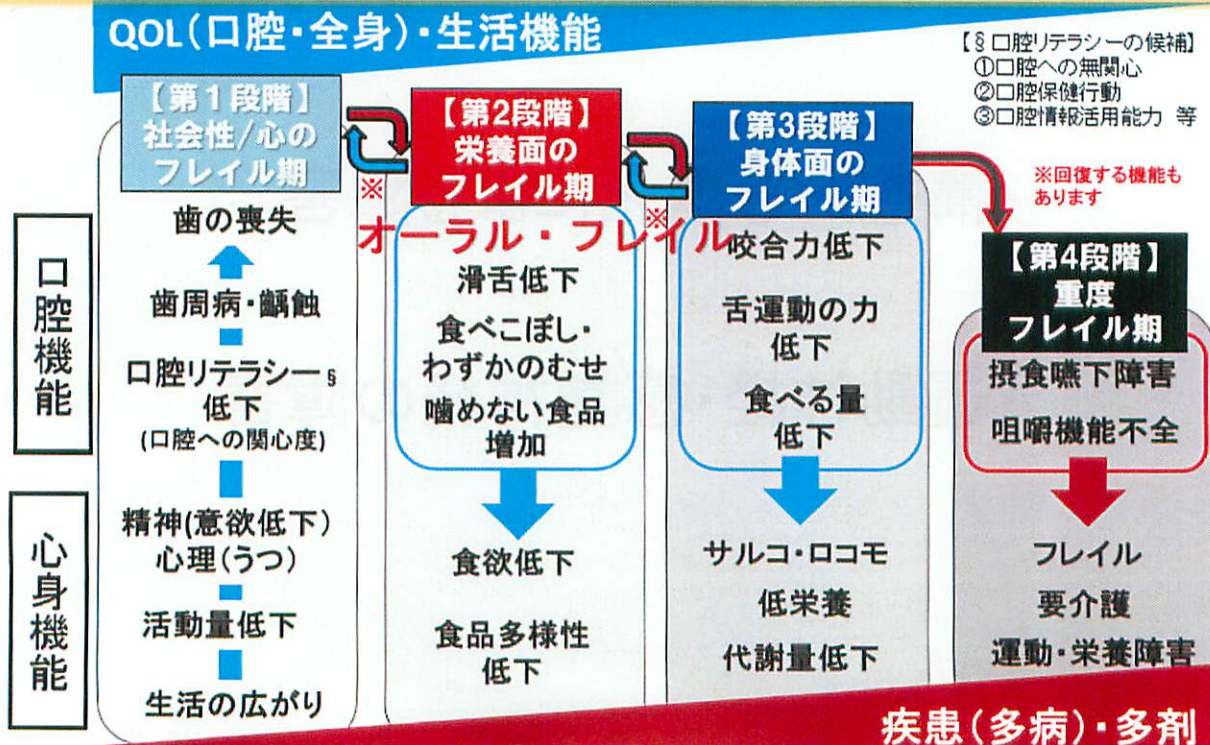 QOL(口腔・全身)・生活機能
【§口腔リテラシーの候補】
①口腔への無関心
②口腔保健行動
③口腔情報活用能力 等
【第1段階】
社会性/心の
フレイル期
【第2段階】
栄養面の
フレイル期
【第3段階】
身体面の
フレイル期
※回復する機能も
あります
【第4段階】
重度
フレイル期
※
※
オーラル・フレイル
口腔機能
歯の喪失
歯周病・齲蝕
口腔リテラシー§
低下
(口腔への関心度)
滑舌低下
食べこぼし・
わずかのむせ
噛めない食品
増加
咬合力低下
舌運動の力
低下
食べる量
低下
摂食嚥下障害
咀嚼機能不全
心身機能
精神(意欲低下)
心理(うつ)
活動量低下
生活の広がり
食欲低下
食品多様性
低下
サルコ・ロコモ
低栄養
代謝量低下
フレイル
要介護
運動・栄養障害
疾患(多病)・多剤